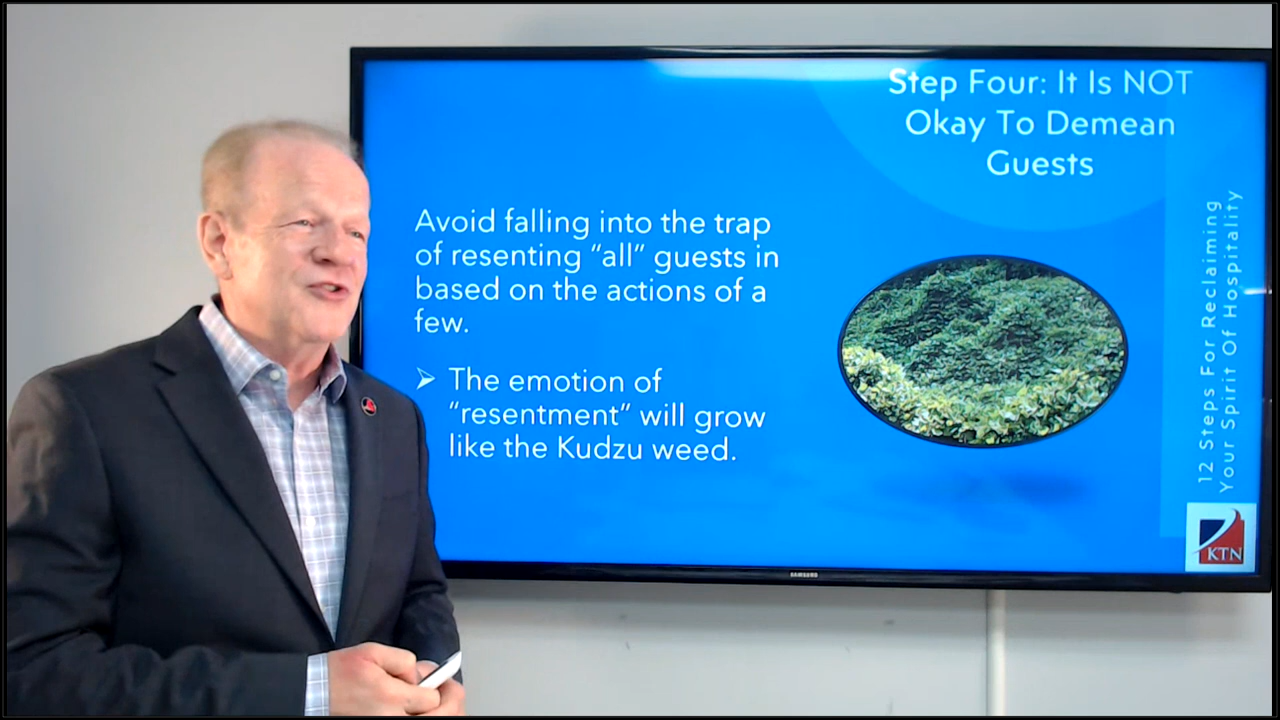 Step Four: It Is NOT
Okay To Demean
Guests
Avoid falling into the trap
of resenting “all” guests in
based on the actions of a
few.
➢ The emotion of
“resentment” will grow
like the Kudzu weed.
12 Steps For Reclaiming
Your Spirit Of Hospitality
KTN
SAMSUNG